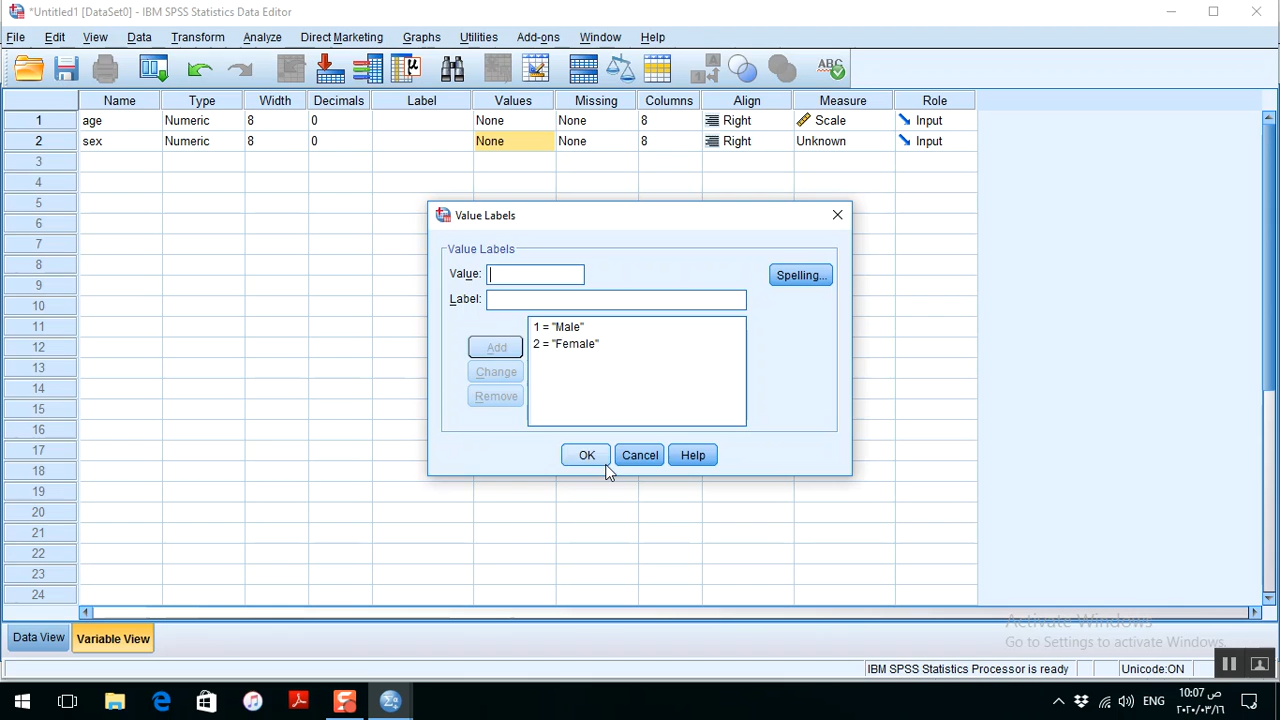 *Untitled1 [DataSet0] - IBM SPSS Statistics Data Editor
File Edit View Data Transform Analyze Direct Marketing Graphs Utilities Add-ons Window Help
Name Type Width Decimals Label Values Missing Columns Align Measure Role
1 age Numeric 8 0 None None 8 Right Scale Input
2 sex Numeric 8 0 None None 8 Right Unknown Input
3
4
5
6
7
8
9
10
11
12
13
14
15
16
17
18
19
20
21
22
23
24
Value Labels
Value Labels
Value:
Spelling...
Label:
1 = "Male"
2 = "Female"
Add
Change
Remove
OK Cancel Help
Activate Windows
Go to Settings to activate Windows.
Data View Variable View
IBM SPSS Statistics Processor is ready Unicode:ON
ENG
10:07 ص
٢٠٢٠/٠٣/١٦